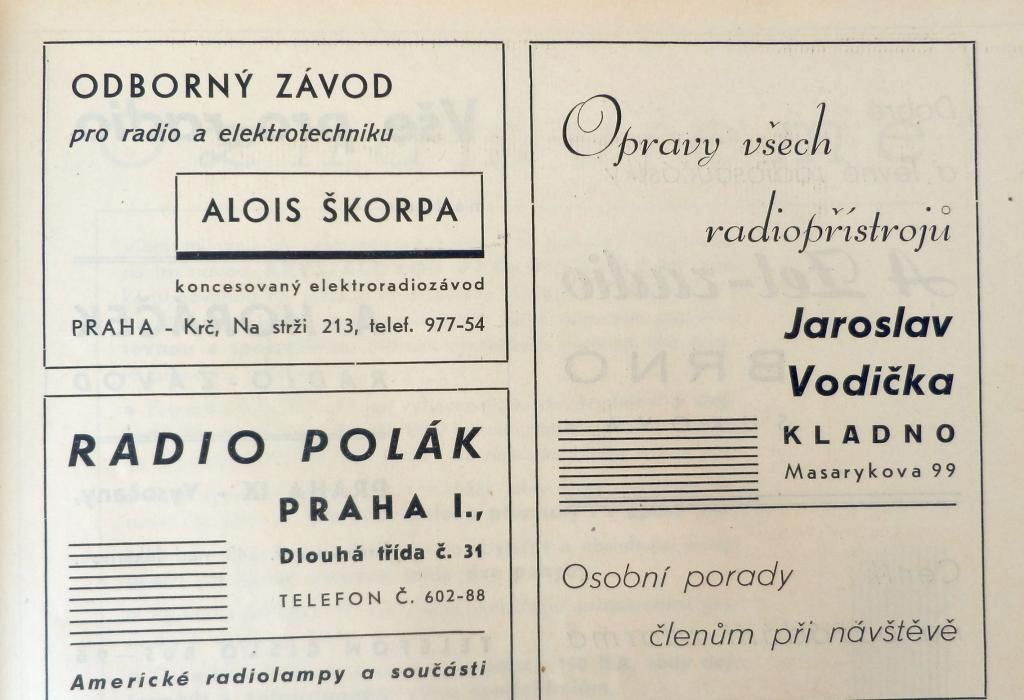 ODBORNÝ ZÁVOD
pro radio a elektrotechniku
ALOIS ŠKORPA
koncesovaný elektroradiozávod
PRAHA - Krč, Na strži 213, telef. 977-54
RADIO POLÁK
PRAHA I.,
Dlouhá třída č. 31
TELEFON Č. 602-88
Americké radiolampy a součásti
Opravy všech
radiopřístrojů
Jaroslav
Vodička
KLADNO
Masarykova 99
Osobní porady
členům při návštěvě